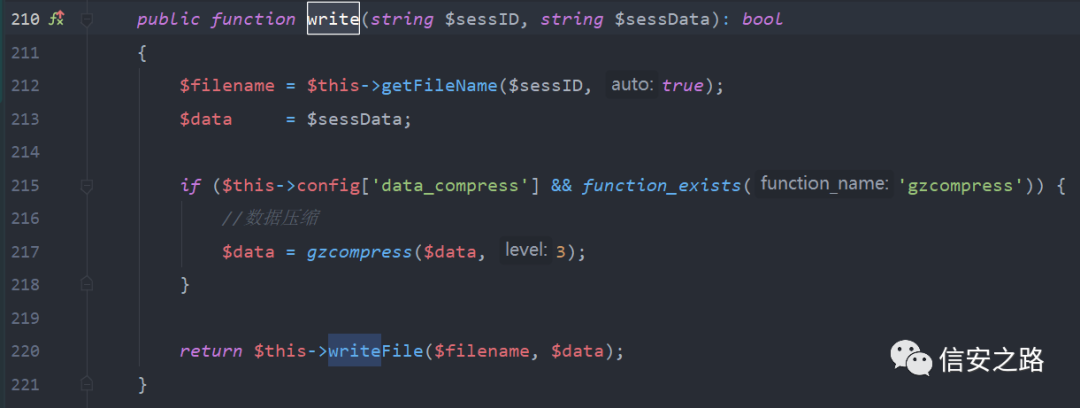 210 public function write(string $sessID, string $sessData): bool
211 {
212 $filename = $this->getFileName($sessID, auto: true);
213 $data = $sessData;
214
215 if ($this->config['data_compress'] && function_exists( function_name: 'gzcompress')) {
216 //数据压缩
217 $data = gzcompress($data, level: 3);
218 }
219
220 return $this->writeFile($filename, $data);
221 }
信安之路